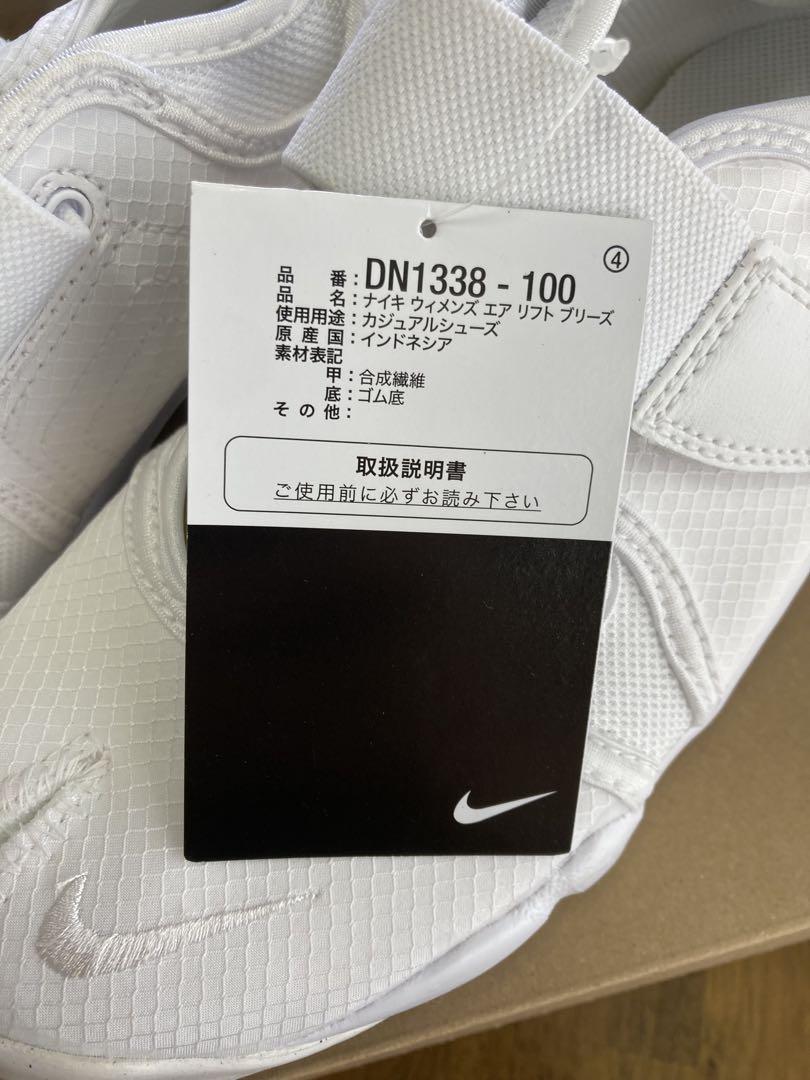 ④
品番：DN1338 - 100
品名：ナイキ ウィメンズ エア リフト ブリーズ
使用用途：カジュアルシューズ
原産国：インドネシア
素材表記
甲：合成繊維
底：ゴム底
その他：
取扱説明書
ご使用前に必ずお読み下さい